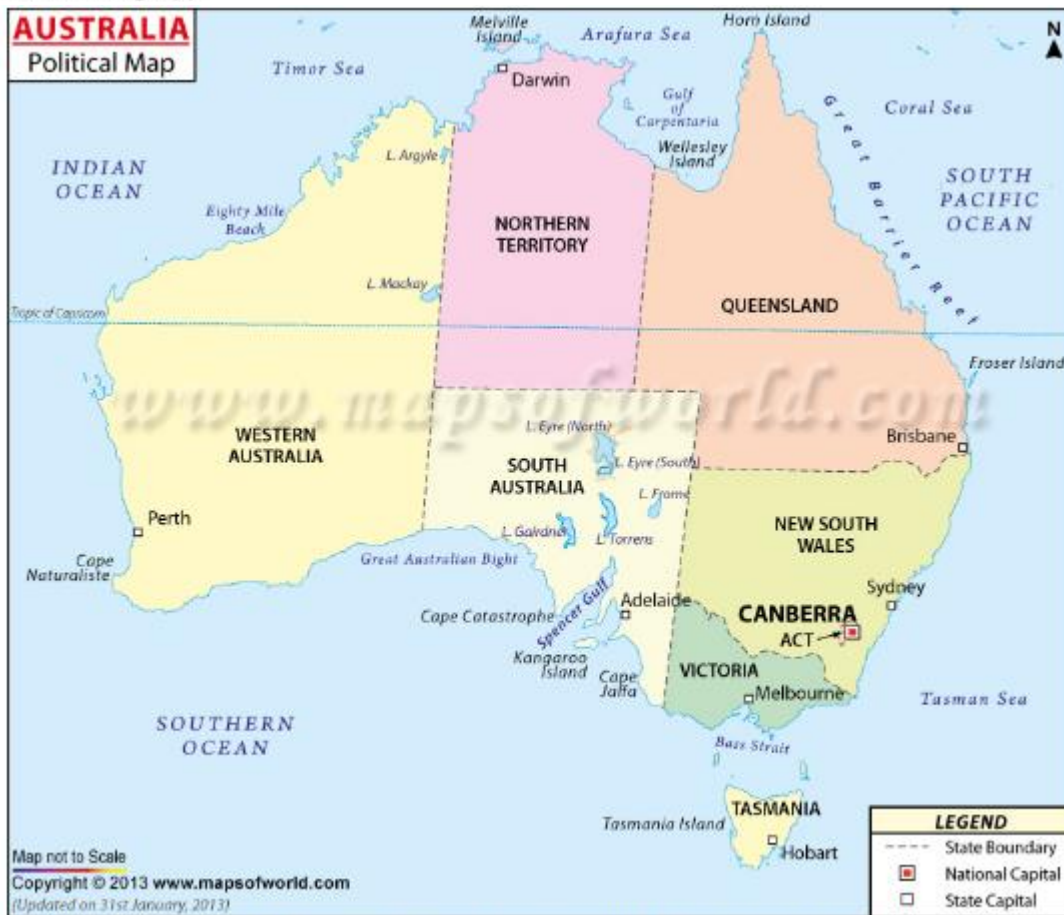 AUSTRALIA
Political Map
Melville
Island
Arafura Sea
Horn Island
N
Timor Sea
Darwin
Gulf
of
Carpentaria
Coral Sea
Wellesley
Island
Great Barrier Reef
INDIAN
OCEAN
L. Argyle
SOUTH
PACIFIC
OCEAN
Eighty Mile
Beach
NORTHERN
TERRITORY
L. Mackay
QUEENSLAND
Tropic of Capricorn
Froser Island
www.mapsofworld.com
WESTERN
AUSTRALIA
L. Eyre (North)
Brisbane
SOUTH
AUSTRALIA
L. Eyre (South)
L. Frome
Perth
L. Gairdner
L. Torrens
NEW SOUTH
WALES
Cape
Naturaliste
Great Australian Bight
Sydney
Cape Catastrophe
Spencer Gulf
Adelaide
CANBERRA
ACT
Kangaroo
Island
Cape
Jaffa
VICTORIA
Melbourne
Tasman Sea
SOUTHERN
OCEAN
Bass Strait
TASMANIA
Tasmania Island
Hobart
LEGEND
State Boundary
National Capital
State Capital
Map not to Scale
Copyright © 2013 www.mapsofworld.com
(Updated on 31st January, 2013)